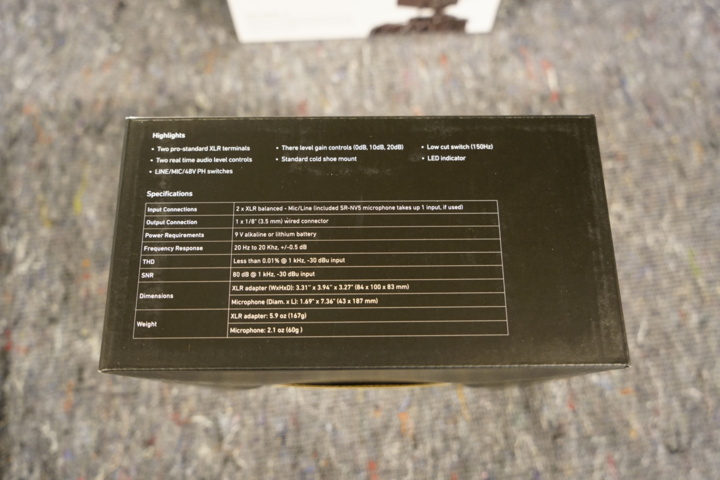 Highlights
• Two pro-standard XLR terminals
• Two real time audio level controls
• LINE/MIC/48V PH switches
• There level gain controls (0dB, 10dB, 20dB)
• Standard cold shoe mount
• Low cut switch (150Hz)
• LED indicator
Specifications
Input Connections 2 x XLR balanced - Mic/Line (included SR-NV5 microphone takes up 1 input, if used)
Output Connection 1 x 1/8" (3.5 mm) wired connector
Power Requirements 9 V alkaline or lithium battery
Frequency Response 20 Hz to 20 Khz, +/-0.5 dB
THD Less than 0.01% @ 1 kHz, -30 dBu input
SNR 80 dB @ 1 kHz, -30 dBu input
Dimensions XLR adapter (WxHxD): 3.31" x 3.94" x 3.27" (84 x 100 x 83 mm)
Microphone (Diam. x L): 1.69" x 7.36" (43 x 187 mm)
Weight XLR adapter: 5.9 oz (167g)
Microphone: 2.1 oz (60g )